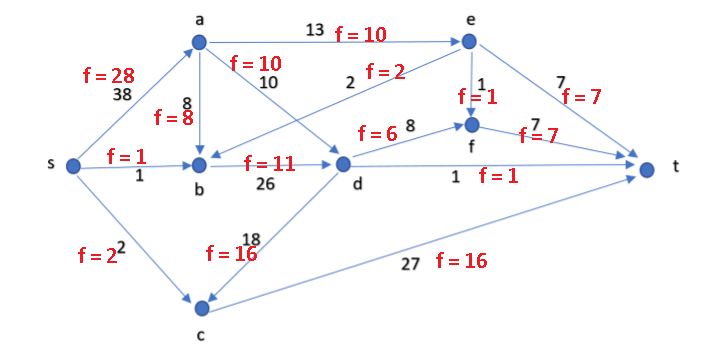 a
e
13
f = 10
f = 28
38
f = 10
10
2
f = 2
8
f = 8
1
f = 1
7
f = 7
f = 6
8
7
f = 7
f
s
f = 1
1
b
f = 11
26
d
1
f = 1
t
f = 2
2
18
f = 16
27
f = 16
c